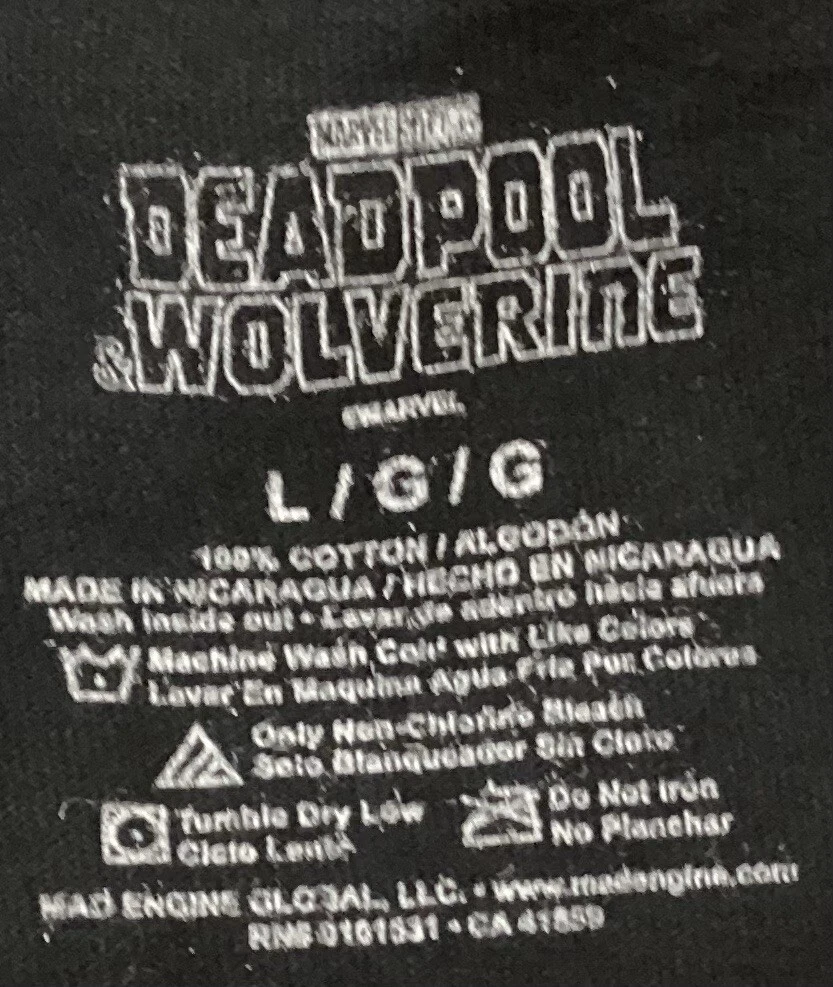 MARVEL STUDIOS
DEADPOOL
& WOLVERINE
©MARVEL
L / G / G
100% COTTON / ALGODÓN
MADE IN NICARAGUA / HECHO EN NICARAGUA
Wash inside out • Lavar de adentro hacia afuera
Machine Wash Cold with Like Colors
Lavar En Maquina Agua Fria Por Colores
Only Non-Chlorine Bleach
Solo Blanqueador Sin Cloro
Tumble Dry Low
Ciclo Lento
Do Not Iron
No Planchar
MAD ENGINE GLOBAL, LLC. • www.madengine.com
RN# 0161531 • CA 41859